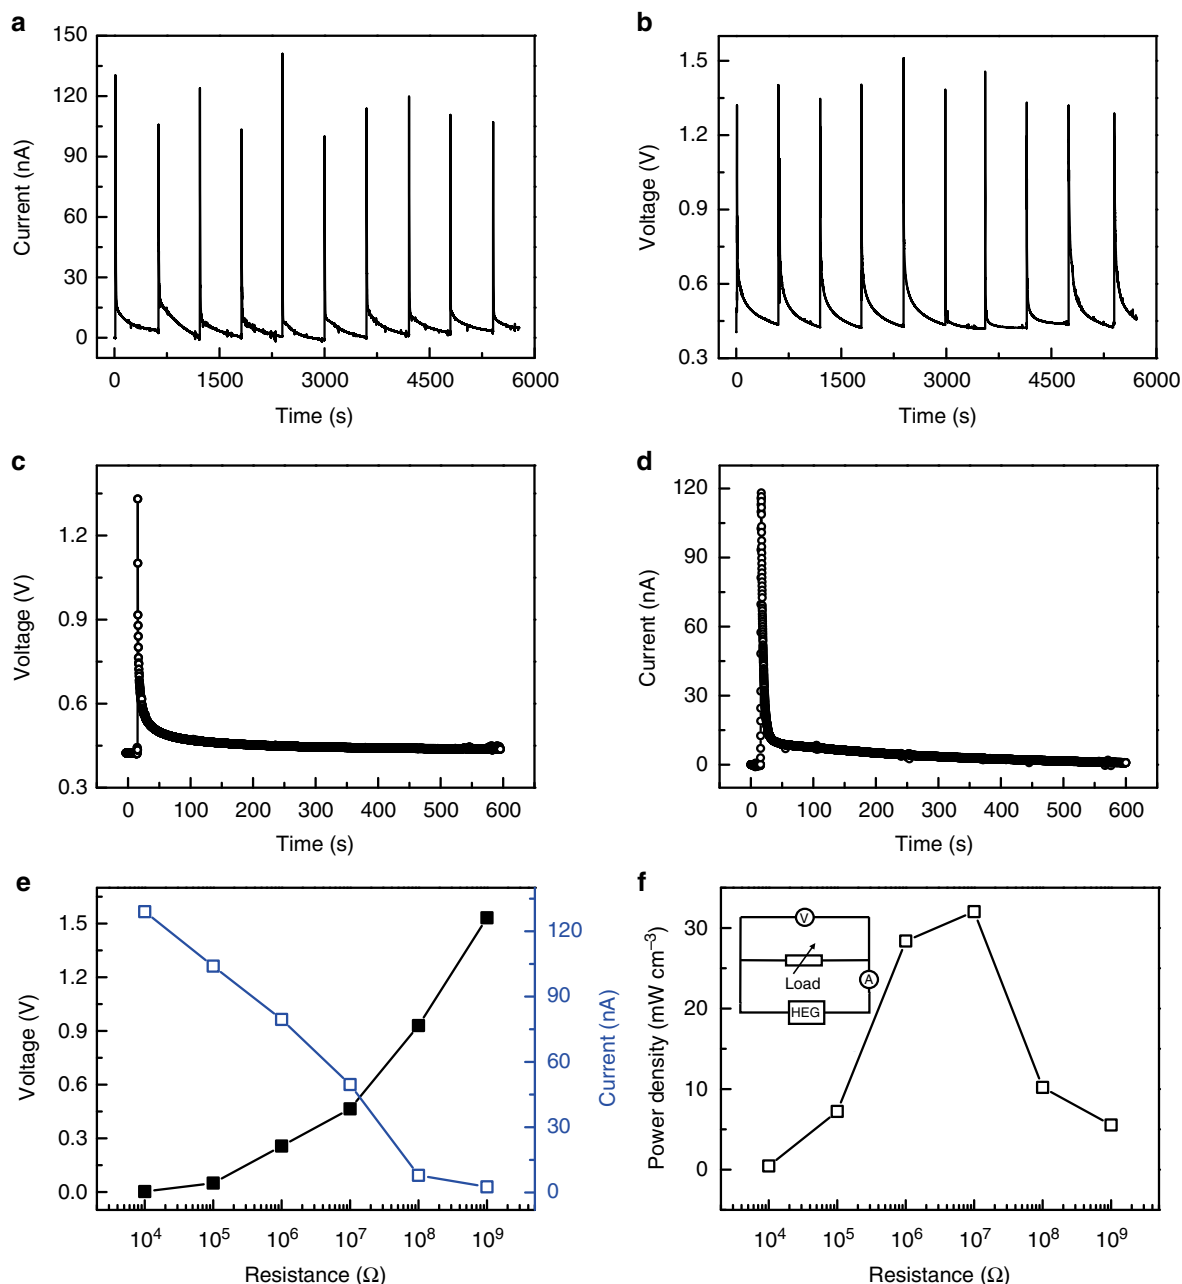 a
150
120
90
60
30
0
Current (nA)
0 1500 3000 4500 6000
Time (s)
b
1.5
1.2
0.9
0.6
0.3
Voltage (V)
0 1500 3000 4500 6000
Time (s)
c
1.2
0.9
0.6
0.3
Voltage (V)
0 100 200 300 400 500 600
Time (s)
d
120
90
60
30
0
Current (nA)
0 100 200 300 400 500 600
Time (s)
e
1.5
1.2
0.9
0.6
0.3
0.0
Voltage (V)
120
90
60
30
0
Current (nA)
10⁴ 10⁵ 10⁶ 10⁷ 10⁸ 10⁹
Resistance (Ω)
f
30
20
10
0
Power density (mW cm⁻³)
V
A
Load
HEG
10⁴ 10⁵ 10⁶ 10⁷ 10⁸ 10⁹
Resistance (Ω)